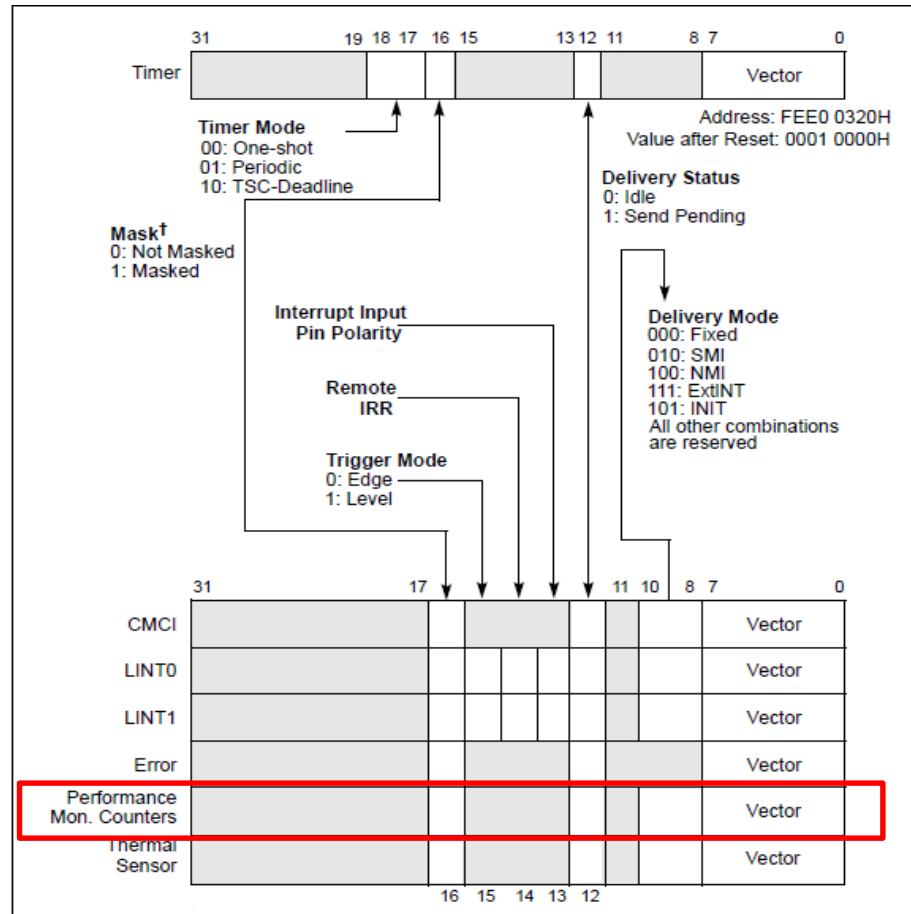 31 19 18 17 16 15 13 12 11 8 7 0
Timer Vector
Address: FEE0 0320H
Value after Reset: 0001 0000H
Timer Mode
00: One-shot
01: Periodic
10: TSC-Deadline
Delivery Status
0: Idle
1: Send Pending
Mask†
0: Not Masked
1: Masked
Interrupt Input
Pin Polarity
Delivery Mode
000: Fixed
010: SMI
100: NMI
111: ExtINT
101: INIT
All other combinations
are reserved
Remote
IRR
Trigger Mode
0: Edge
1: Level
31 17 11 10 8 7 0
CMCI Vector
LINT0 Vector
LINT1 Vector
Error Vector
Performance
Mon. Counters Vector
Thermal
Sensor Vector
16 15 14 13 12